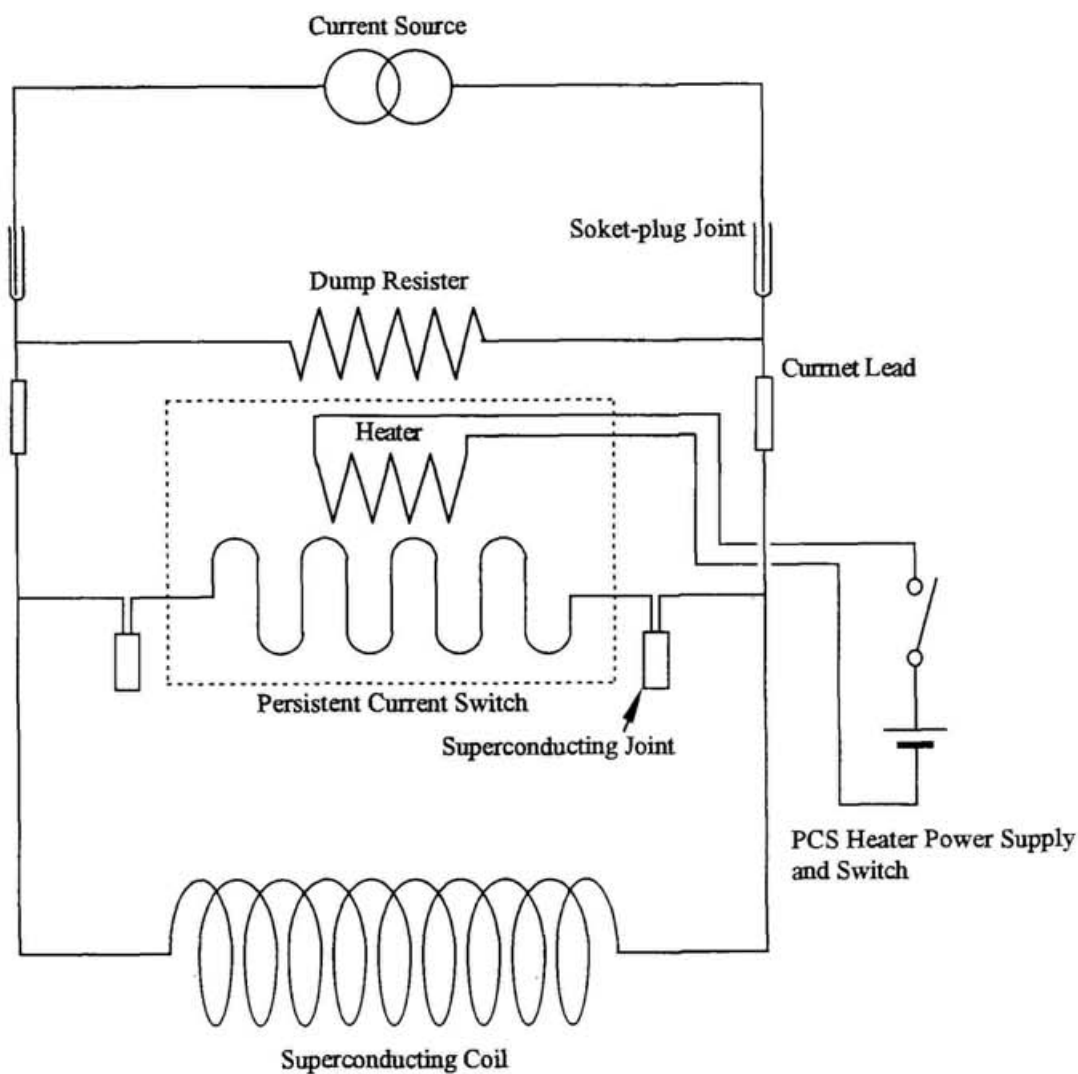 Current Source
Soket-plug Joint
Dump Resister
Currnet Lead
Heater
Persistent Current Switch
Superconducting Joint
PCS Heater Power Supply
and Switch
Superconducting Coil